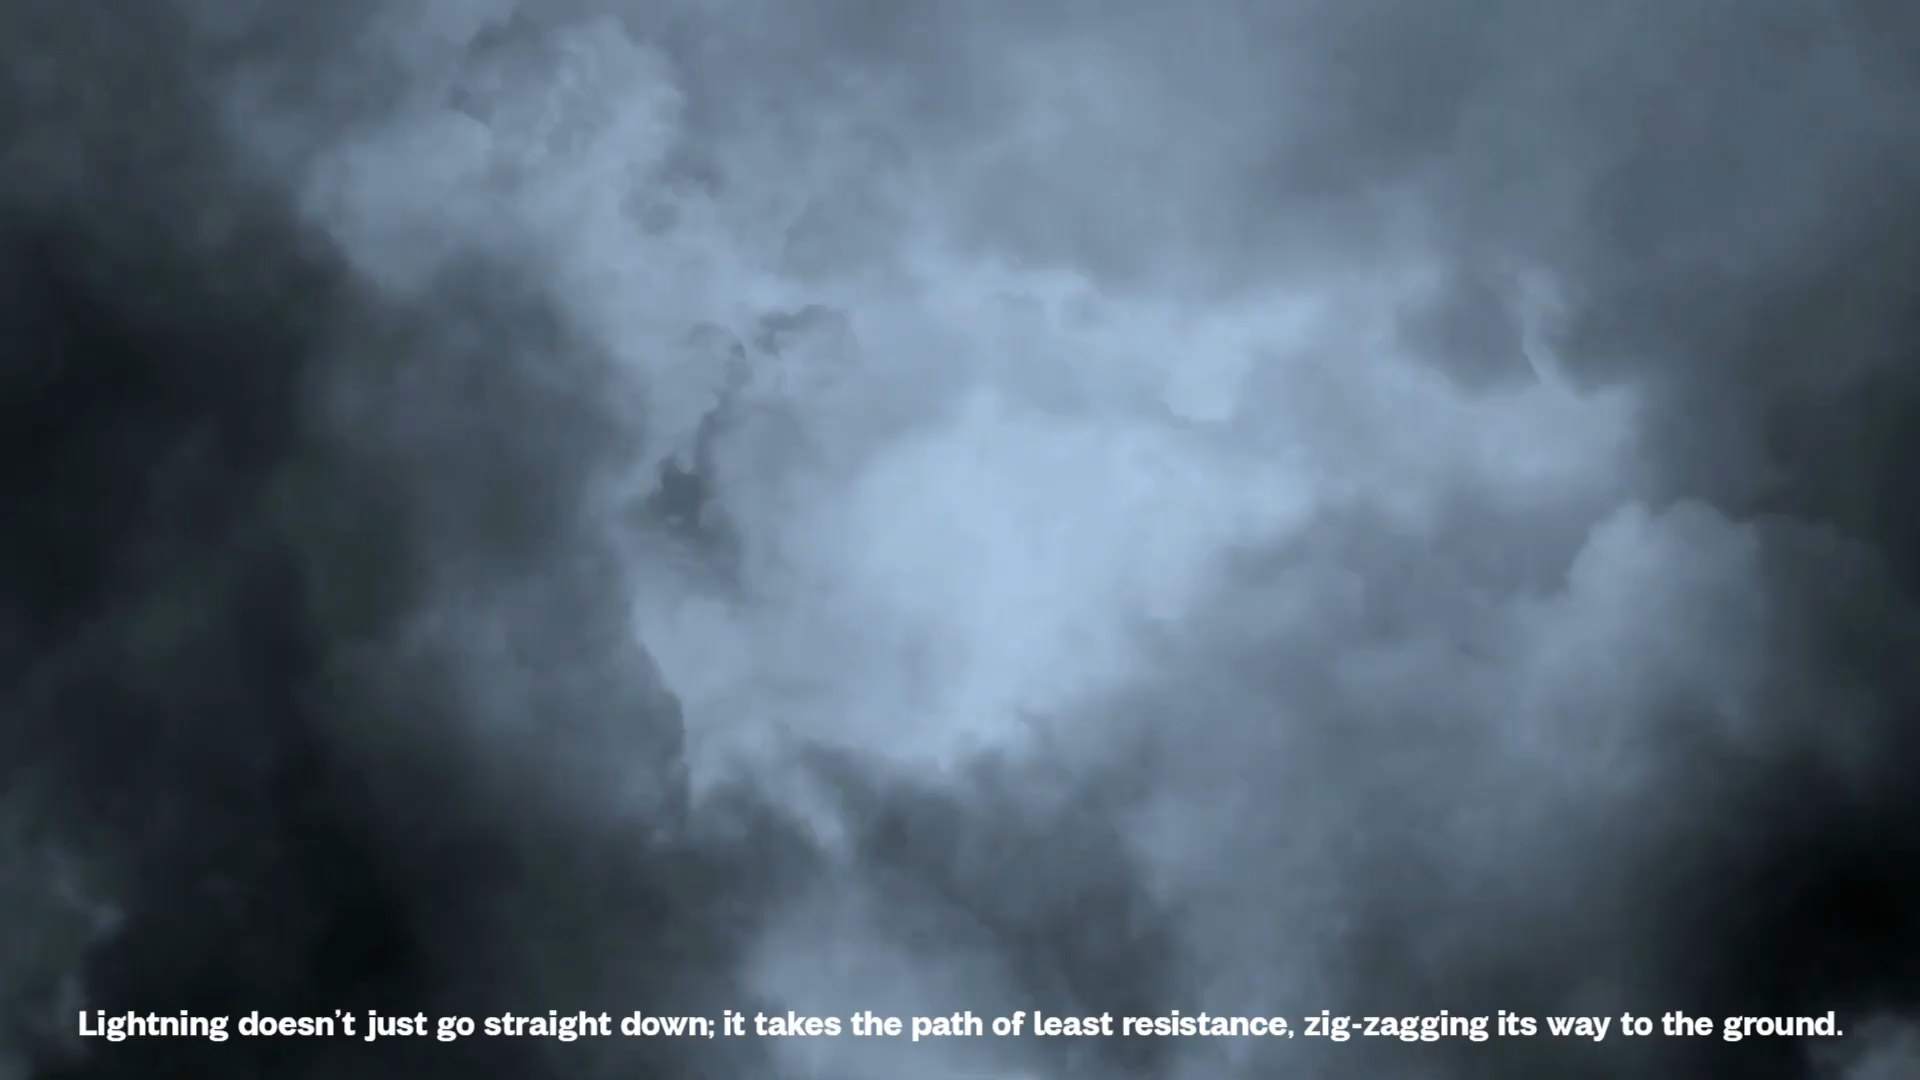 Lightning doesn’t just go straight down; it takes the path of least resistance, zig-zagging its way to the ground.